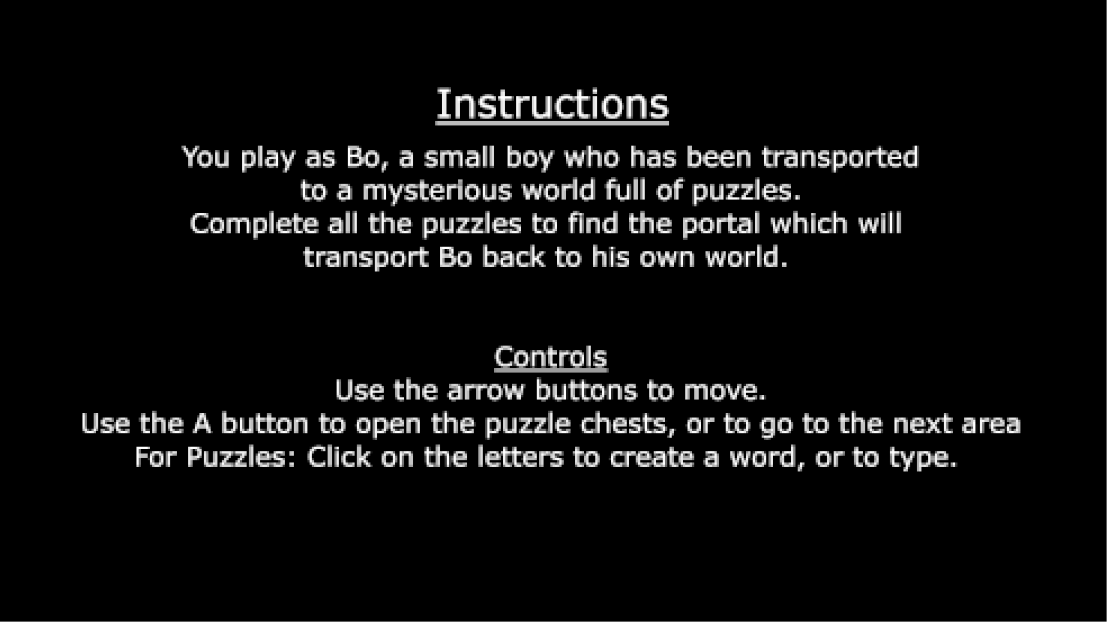 Instructions
You play as Bo, a small boy who has been transported
to a mysterious world full of puzzles.
Complete all the puzzles to find the portal which will
transport Bo back to his own world.
Controls
Use the arrow buttons to move.
Use the A button to open the puzzle chests, or to go to the next area
For Puzzles: Click on the letters to create a word, or to type.